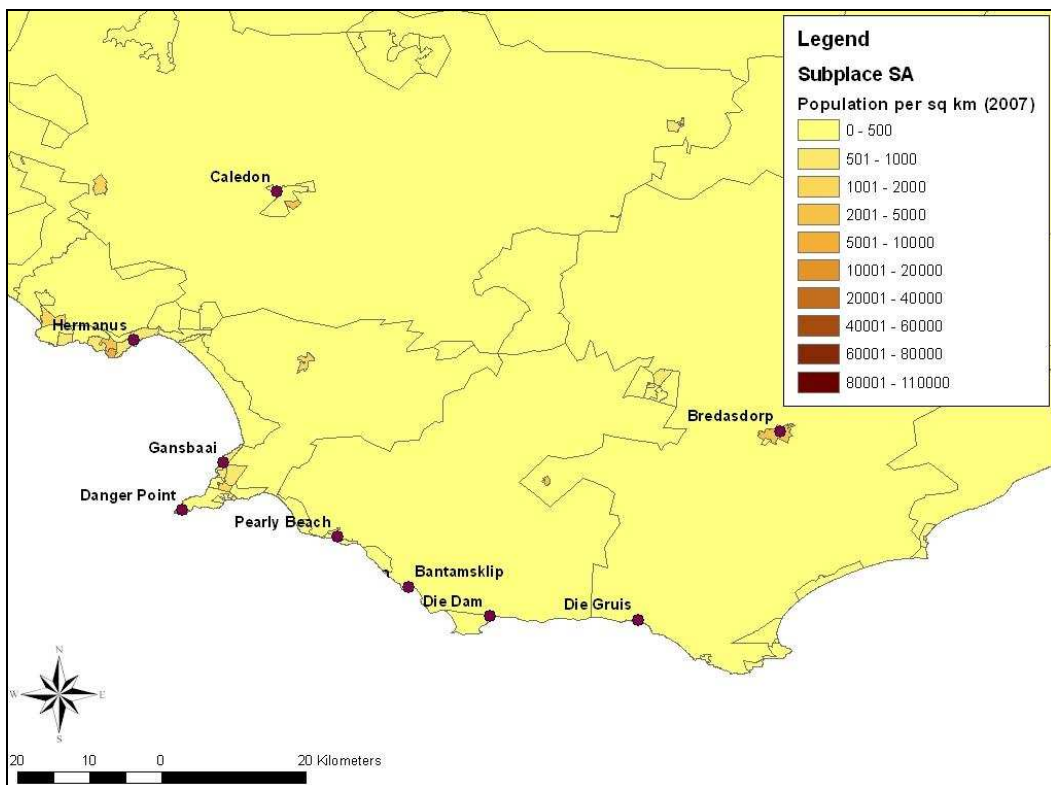 Legend
Subplace SA
Population per sq km (2007)
0 - 500
501 - 1000
1001 - 2000
2001 - 5000
5001 - 10000
10001 - 20000
20001 - 40000
40001 - 60000
60001 - 80000
80001 - 110000
Caledon
Hermanus
Bredasdorp
Gansbaai
Danger Point
Pearly Beach
Bantamsklip
Die Dam
Die Gruis
N
W E
S
20 10 0 20 Kilometers